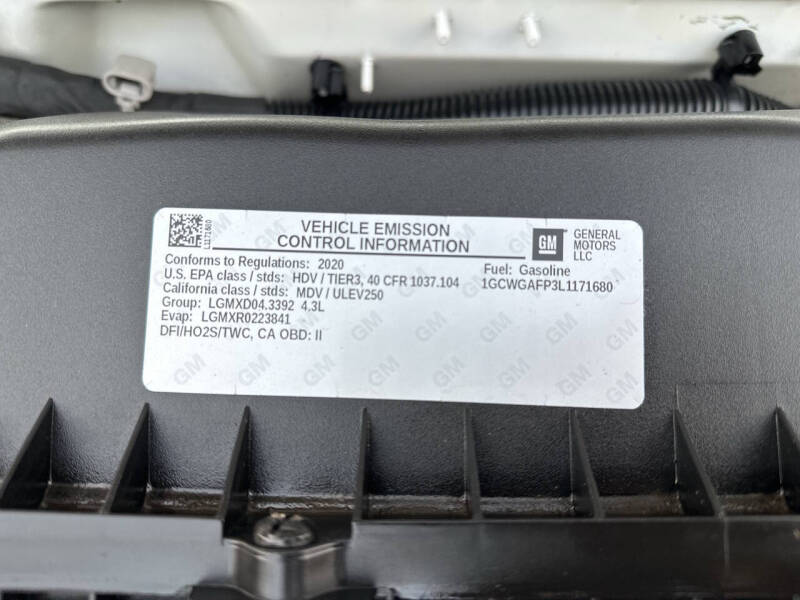 VEHICLE EMISSION
CONTROL INFORMATION
GM
GENERAL
MOTORS
LLC
Conforms to Regulations: 2020
Fuel: Gasoline
U.S. EPA class / stds: HDV / TIER3, 40 CFR 1037.104
1GCWGAFP3L1171680
California class / stds: MDV / ULEV250
Group: LGMXD04.3392 4.3L
Evap: LGMXR0223841
DFI/HO2S/TWC, CA OBD: II